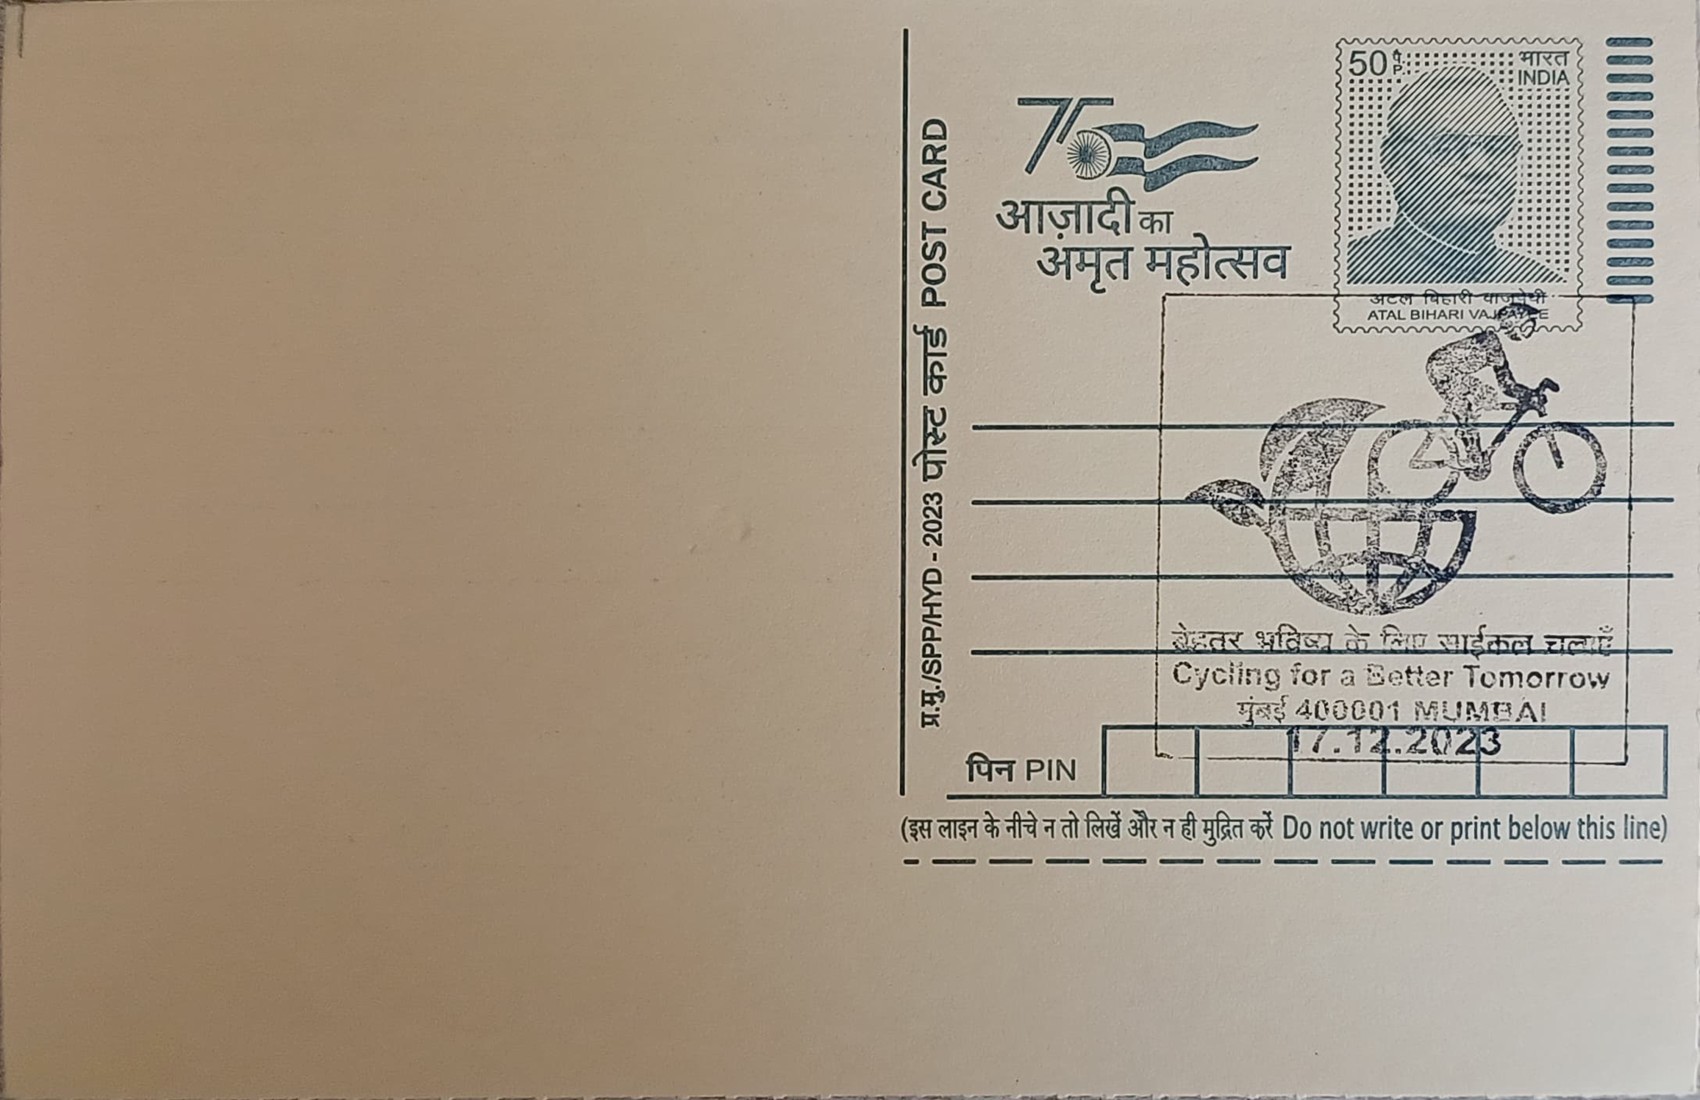 प्र.मु./SPP/HYD - 2023 पोस्ट कार्ड POST CARD
75
आज़ादी का
अमृत महोत्सव
50 पै. P.
भारत
INDIA
अटल बिहारी वाजपेयी
ATAL BIHARI VAJPAYEE
बेहतर भविष्य के लिए साईकल चलाएँ
Cycling for a Better Tomorrow
मुंबई 400001 MUMBAI
17.12.2023
पिन PIN
(इस लाइन के नीचे न तो लिखें और न ही मुद्रित करें Do not write or print below this line)